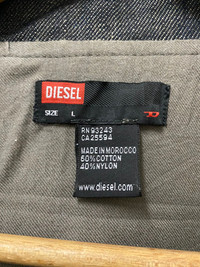 DIESEL
SIZE L
RN 93243
CA 25594
MADE IN MOROCCO
60%COTTON
40%NYLON
www.diesel.com